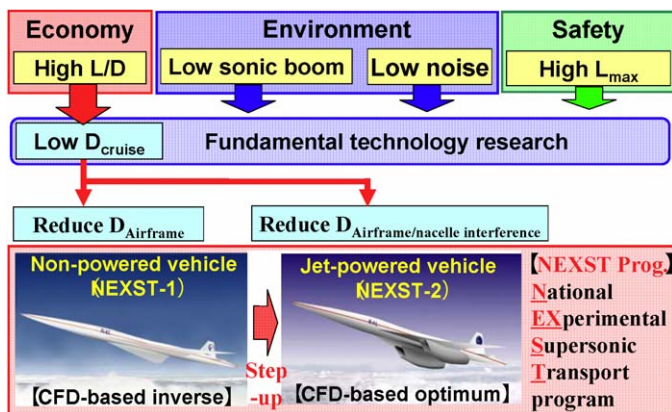 Economy
Environment
Safety
High L/D
Low sonic boom
Low noise
High Lmax
Low Dcruise
Fundamental technology research
Reduce DAirframe
Reduce DAirframe/nacelle interference
Non-powered vehicle
(NEXST-1)
【CFD-based inverse】
Step
-up
Jet-powered vehicle
(NEXST-2)
【CFD-based optimum】
【NEXST Prog.】
National
EXperimental
Supersonic
Transport
program